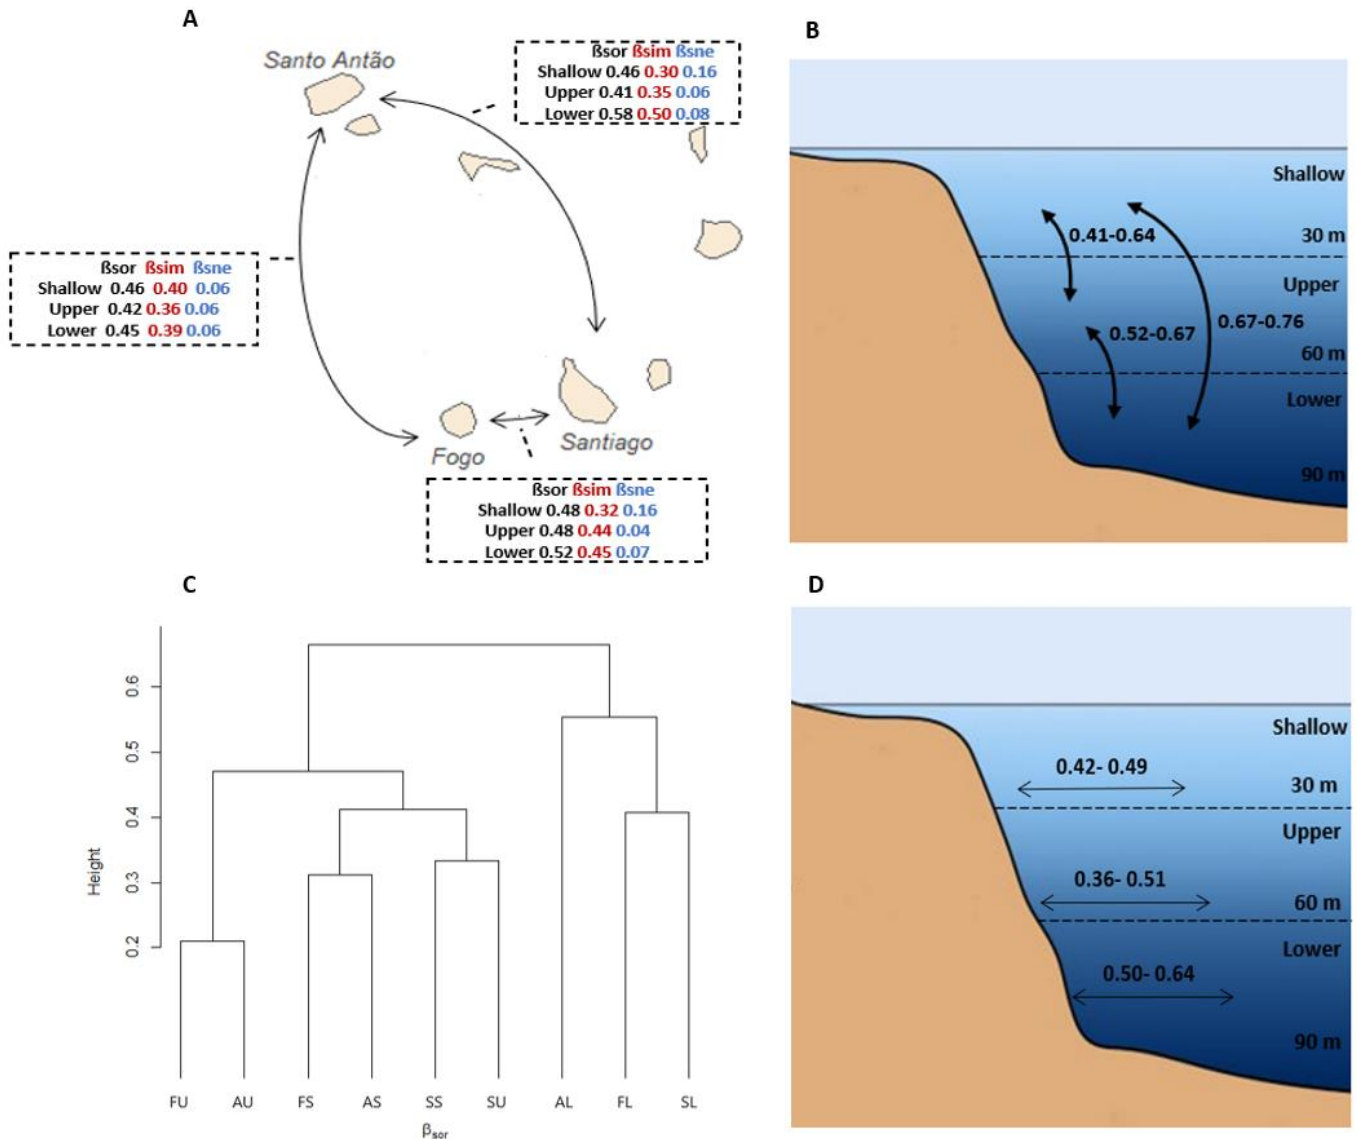 A
Santo Antão
ßsor ßsim ßsne
Shallow 0.46 0.30 0.16
Upper 0.41 0.35 0.06
Lower 0.58 0.50 0.08
ßsor ßsim ßsne
Shallow 0.46 0.40 0.06
Upper 0.42 0.36 0.06
Lower 0.45 0.39 0.06
Fogo
Santiago
ßsor ßsim ßsne
Shallow 0.48 0.32 0.16
Upper 0.48 0.44 0.04
Lower 0.52 0.45 0.07
B
Shallow
0.41-0.64
30 m
Upper
0.52-0.67
0.67-0.76
60 m
Lower
90 m
C
Height
0.6
0.5
0.4
0.3
0.2
FU AU FS AS SS SU AL FL SL
βsor
D
Shallow
0.42- 0.49
30 m
Upper
0.36- 0.51
60 m
Lower
0.50- 0.64
90 m